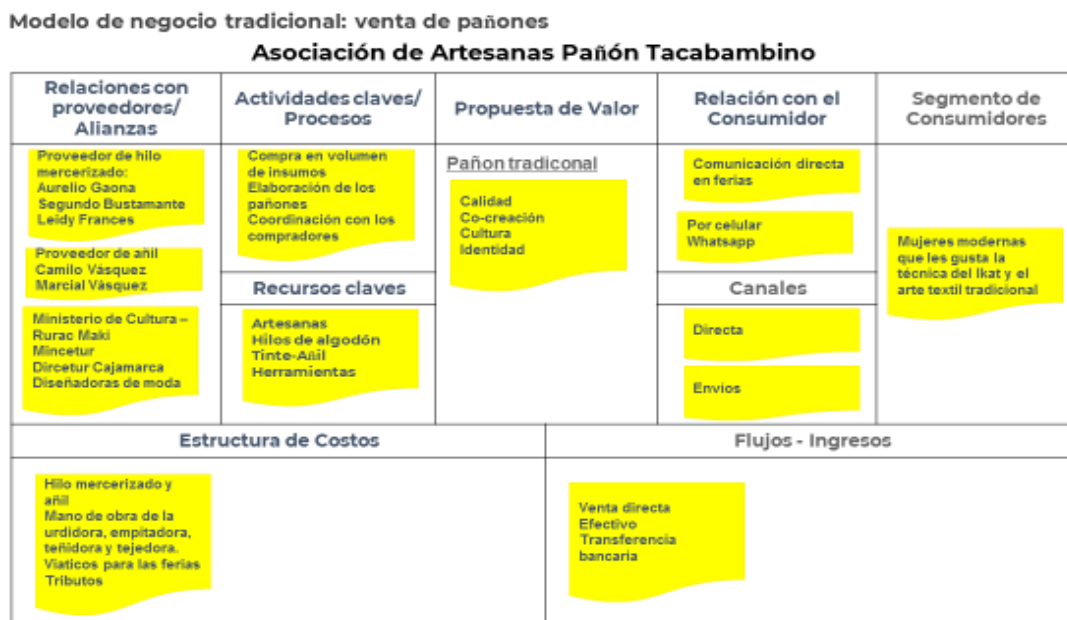 Modelo de negocio tradicional: venta de pañones
Asociación de Artesanas Pañón Tacabambino
Relaciones con
proveedores/
Alianzas
Proveedor de hilo
mercerizado:
Aurelio Gaona
Segundo Bustamante
Leidy Frances
Proveedor de añil
Camilo Vásquez
Marcial Vásquez
Ministerio de Cultura –
Rurac Maki
Mincetur
Dircetur Cajamarca
Diseñadoras de moda
Actividades claves/
Procesos
Compra en volumen
de insumos
Elaboración de los
pañones
Coordinación con los
compradores
Recursos claves
Artesanas
Hilos de algodón
Tinte-Añil
Herramientas
Propuesta de Valor
Pañon tradiconal
Calidad
Co-creación
Cultura
Identidad
Relación con el
Consumidor
Comunicación directa
en ferias
Por celular
Whatsapp
Canales
Directa
Envíos
Segmento de
Consumidores
Mujeres modernas
que les gusta la
técnica del Ikat y el
arte textil tradicional
Estructura de Costos
Hilo mercerizado y
añil
Mano de obra de la
urdidora, empitadora,
teñidora y tejedora.
Viaticos para las ferias
Tributos
Flujos - Ingresos
Venta directa
Efectivo
Transferencia
bancaria